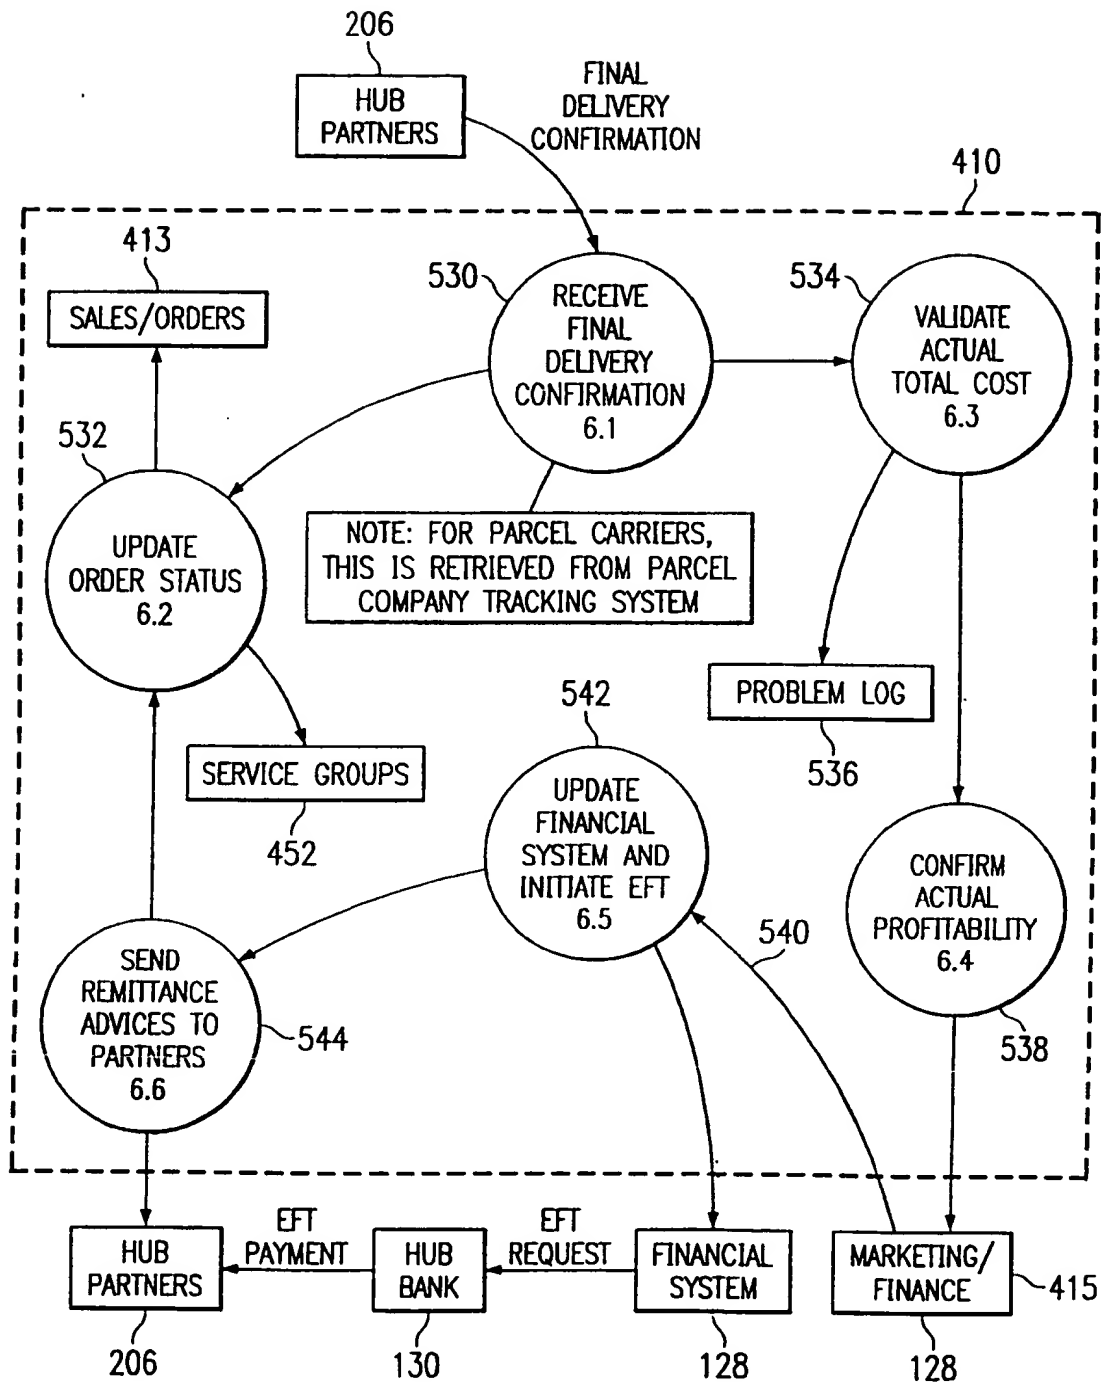 206
HUB
PARTNERS
FINAL
DELIVERY
CONFIRMATION
410
413
SALES/ORDERS
530
RECEIVE
FINAL
DELIVERY
CONFIRMATION
6.1
534
VALIDATE
ACTUAL
TOTAL COST
6.3
532
UPDATE
ORDER STATUS
6.2
NOTE: FOR PARCEL CARRIERS,
THIS IS RETRIEVED FROM PARCEL
COMPANY TRACKING SYSTEM
PROBLEM LOG
536
SERVICE GROUPS
452
542
UPDATE
FINANCIAL
SYSTEM AND
INITIATE EFT
6.5
540
CONFIRM
ACTUAL
PROFITABILITY
6.4
538
SEND
REMITTANCE
ADVICES TO
PARTNERS
6.6
544
HUB
PARTNERS
206
EFT
PAYMENT
HUB
BANK
130
EFT
REQUEST
FINANCIAL
SYSTEM
128
MARKETING/
FINANCE
415
128